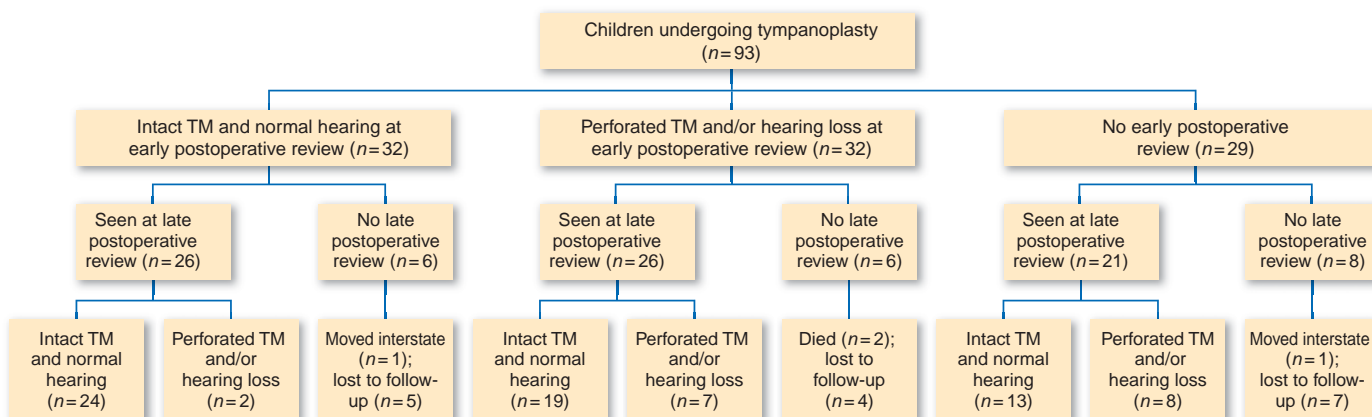 Children undergoing tympanoplasty
(n=93)
Intact TM and normal hearing at
early postoperative review (n=32)
Perforated TM and/or hearing loss at
early postoperative review (n=32)
No early postoperative
review (n=29)
Seen at late
postoperative
review (n=26)
No late
postoperative
review (n=6)
Seen at late
postoperative
review (n=26)
No late
postoperative
review (n=6)
Seen at late
postoperative
review (n=21)
No late
postoperative
review (n=8)
Intact TM
and normal
hearing
(n=24)
Perforated TM
and/or
hearing loss
(n=2)
Moved interstate
(n=1);
lost to follow-
up (n=5)
Intact TM
and normal
hearing
(n=19)
Perforated TM
and/or
hearing loss
(n=7)
Died (n=2);
lost to
follow-up
(n=4)
Intact TM
and normal
hearing
(n=13)
Perforated TM
and/or
hearing loss
(n=8)
Moved interstate
(n=1);
lost to follow-
up (n=7)